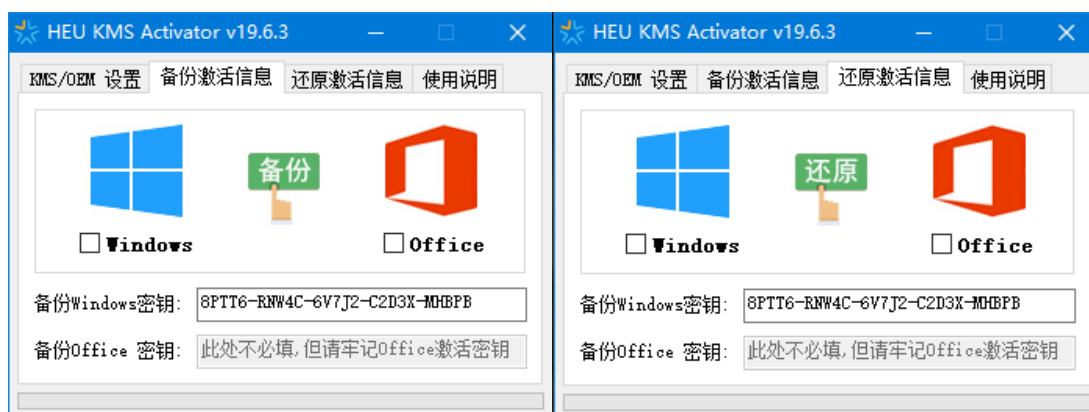 HEU KMS Activator v19.6.3
KMS/OEM 设置 备份激活信息 还原激活信息 使用说明
备份
Windows Office
备份Windows密钥: 8PTT6-RNW4C-6V7J2-C2D3X-MHBPB
备份Office 密钥: 此处不必填,但请牢记Office激活密钥
HEU KMS Activator v19.6.3
KMS/OEM 设置 备份激活信息 还原激活信息 使用说明
还原
Windows Office
备份Windows密钥: 8PTT6-RNW4C-6V7J2-C2D3X-MHBPB
备份Office 密钥: 此处不必填,但请牢记Office激活密钥